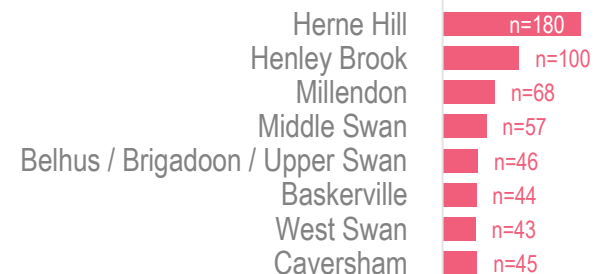 Herne Hill n=180
Henley Brook n=100
Millendon n=68
Middle Swan n=57
Belhus / Brigadoon / Upper Swan n=46
Baskerville n=44
West Swan n=43
Caversham n=45